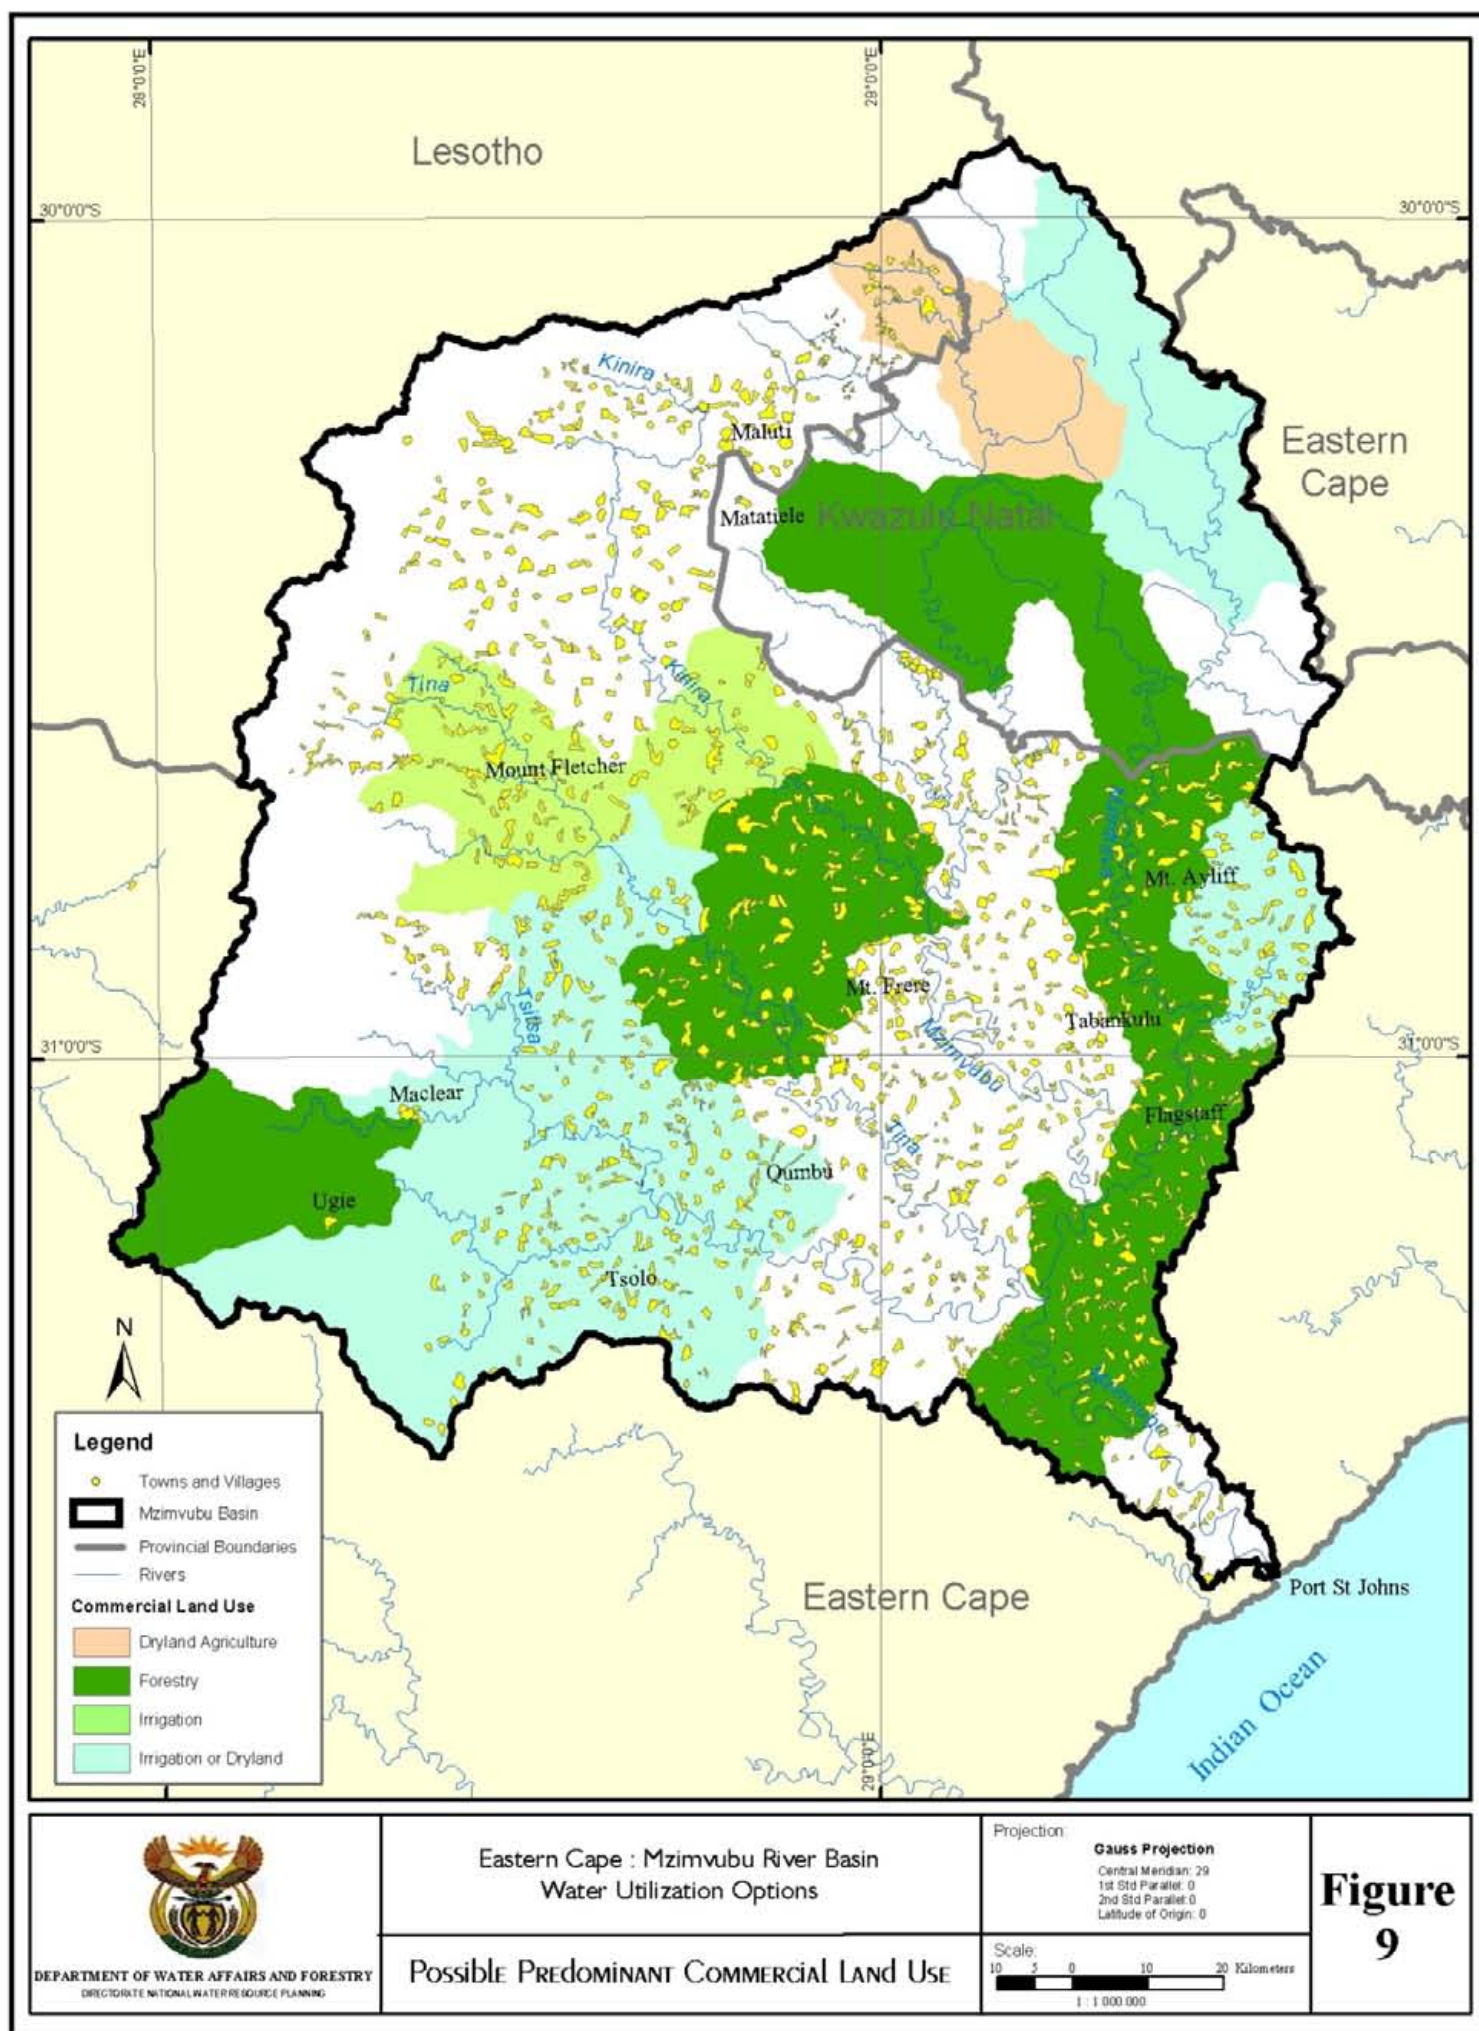 28°0'0"E
29°0'0"E
Lesotho
30°0'0"S
30°0'0"S
Kinira
Maluti
Eastern
Cape
Matatiele
Kwazulu Natal
Kinira
Tina
Mount Fletcher
Mt. Ayliff
Mt. Frere
Tsitsa
Tabankulu
Mzimvubu
31°0'0"S
31°0'0"S
Maclear
Flagstaff
Tina
Qumbu
Ugie
Tsolo
N
Mzimvubu
Port St Johns
Eastern Cape
Indian Ocean
29°0'0"E
Legend
Towns and Villages
Mzimvubu Basin
Provincial Boundaries
Rivers
Commercial Land Use
Dryland Agriculture
Forestry
Irrigation
Irrigation or Dryland
DEPARTMENT OF WATER AFFAIRS AND FORESTRY
DIRECTORATE NATIONAL WATER RESOURCE PLANNING
Eastern Cape : Mzimvubu River Basin
Water Utilization Options
Possible Predominant Commercial Land Use
Projection:
Gauss Projection
Central Meridian: 29
1st Std Parallel: 0
2nd Std Parallel: 0
Latitude of Origin: 0
Scale:
10 5 0 10 20 Kilometers
1 : 1 000 000
Figure
9